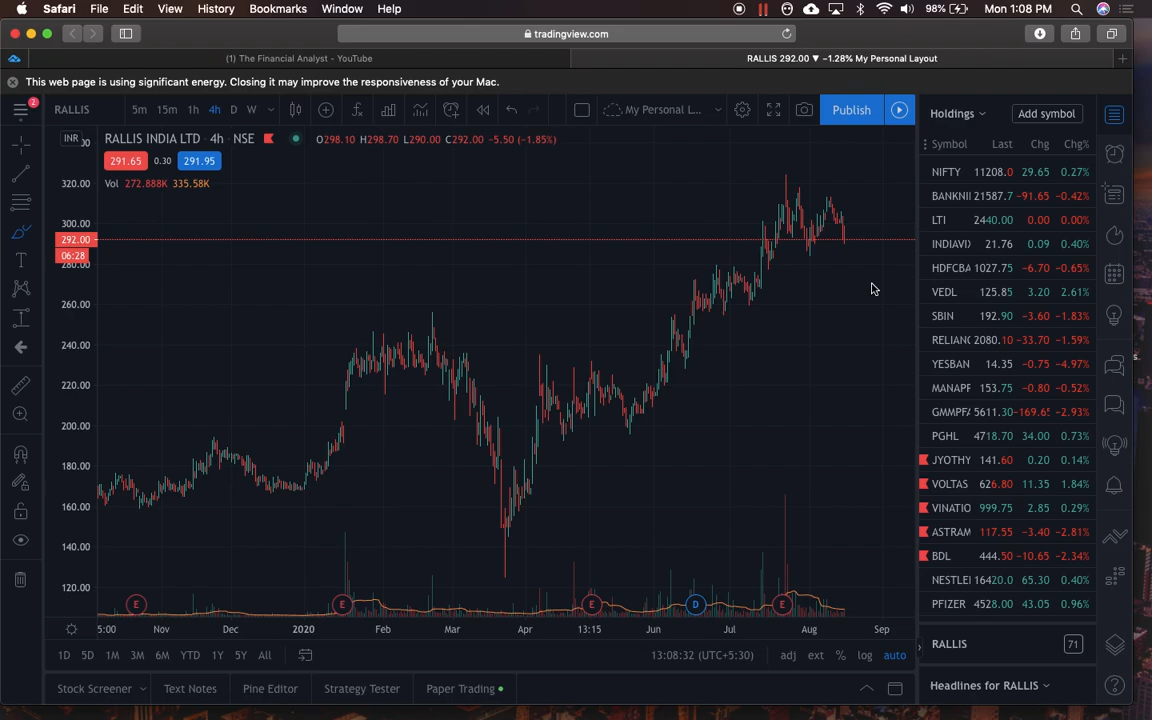 Safari File Edit View History Bookmarks Window Help 98% Mon 1:08 PM
tradingview.com
(1) The Financial Analyst - YouTube RALLIS 292.00 ▼ −1.28% My Personal Layout
This web page is using significant energy. Closing it may improve the responsiveness of your Mac.
2 RALLIS 5m 15m 1h 4h D W My Personal L... Publish
Holdings Add symbol
INR RALLIS INDIA LTD · 4h · NSE O298.10 H298.70 L290.00 C292.00 −5.50 (−1.85%)
291.65 0.30 291.95
Vol 272.888K 335.58K
Symbol Last Chg Chg%
NIFTY 11208.0 29.65 0.27%
BANKNI 21587.7 −91.65 −0.42%
LTI 2440.00 0.00 0.00%
INDIAVI 21.76 0.09 0.40%
HDFCBA 1027.75 −6.70 −0.65%
VEDL 125.85 3.20 2.61%
SBIN 192.90 −3.60 −1.83%
RELIANC 2080.10 −33.70 −1.59%
YESBAN 14.35 −0.75 −4.97%
MANAPP 153.75 −0.80 −0.52%
GMMPF 5611.30 −169.65 −2.93%
PGHL 4718.70 34.00 0.73%
JYOTHY 141.60 0.20 0.14%
VOLTAS 626.80 11.35 1.84%
VINATIO 999.75 2.85 0.29%
ASTRAM 117.55 −3.40 −2.81%
BDL 444.50 −10.65 −2.34%
NESTLEI 16420.0 65.30 0.40%
PFIZER 4528.00 43.05 0.96%
320.00
300.00
292.00
06:28
280.00
260.00
240.00
220.00
200.00
180.00
160.00
140.00
120.00
E E E D E
5:00 Nov Dec 2020 Feb Mar Apr 13:15 Jun Jul Aug Sep
1D 5D 1M 3M 6M YTD 1Y 5Y All 13:08:32 (UTC+5:30) adj ext % log auto
RALLIS 71
Stock Screener Text Notes Pine Editor Strategy Tester Paper Trading
Headlines for RALLIS